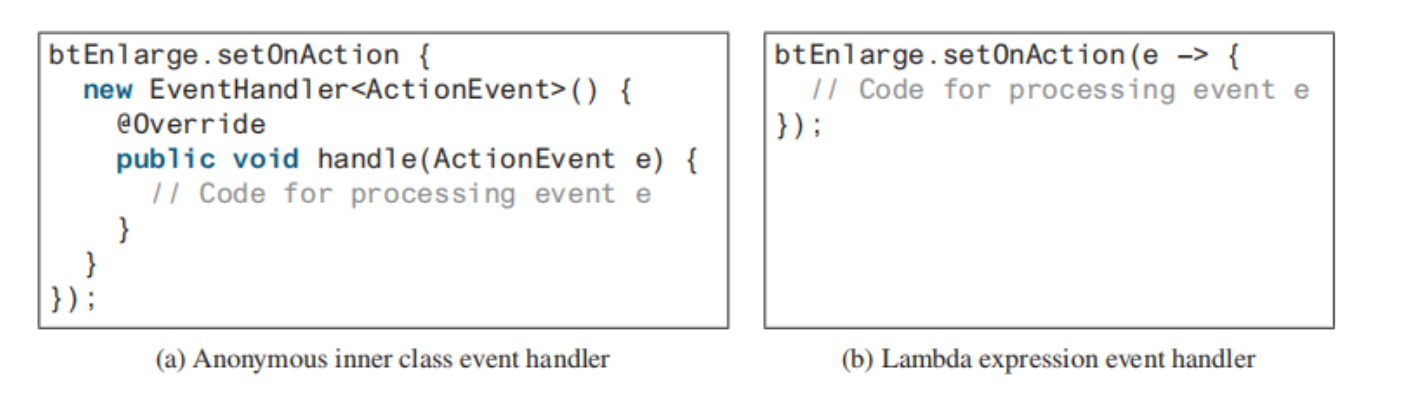 btEnlarge.setOnAction {
  new EventHandler<ActionEvent>() {
    @Override
    public void handle(ActionEvent e) {
      // Code for processing event e
    }
  }
});
(a) Anonymous inner class event handler
btEnlarge.setOnAction(e -> {
  // Code for processing event e
});
(b) Lambda expression event handler